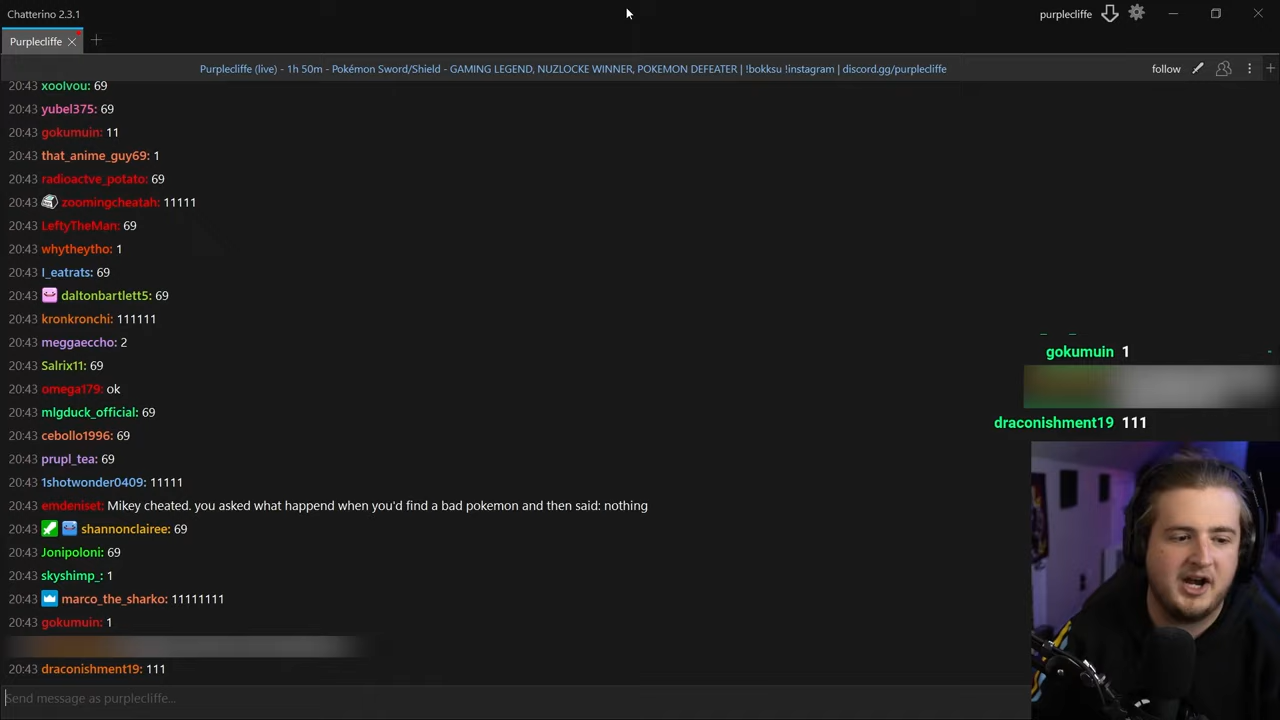 Chatterino 2.3.1
purplecliffe
Purplecliffe
Purplecliffe (live) - 1h 50m - Pokémon Sword/Shield - GAMING LEGEND, NUZLOCKE WINNER, POKEMON DEFEATER | !bokksu !instagram | discord.gg/purplecliffe
follow
20:43 xoolvou: 69
20:43 yubel375: 69
20:43 gokumuin: 11
20:43 that_anime_guy69: 1
20:43 radioactve_potato: 69
20:43 zoomingcheatah: 11111
20:43 LeftyTheMan: 69
20:43 whytheytho: 1
20:43 I_eatrats: 69
20:43 daltonbartlett5: 69
20:43 kronkronchi: 111111
20:43 meggaeccho: 2
20:43 Salrix11: 69
20:43 omega179: ok
20:43 mlgduck_official: 69
20:43 cebollo1996: 69
20:43 prupl_tea: 69
20:43 1shotwonder0409: 11111
20:43 emdeniset: Mikey cheated. you asked what happend when you'd find a bad pokemon and then said: nothing
20:43 shannonclairee: 69
20:43 Jonipoloni: 69
20:43 skyshimp_: 1
20:43 marco_the_sharko: 11111111
20:43 gokumuin: 1
20:43 draconishment19: 111
Send message as purplecliffe...
gokumuin 1
draconishment19 111